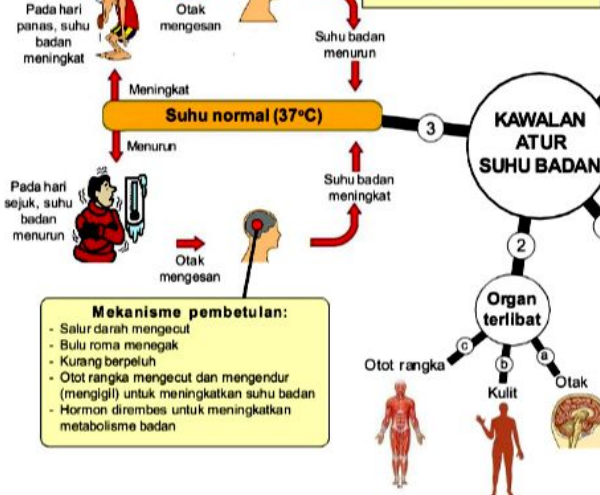 Pada hari
panas, suhu
badan
meningkat
Otak
mengesan
Suhu badan
menurun
Meningkat
Suhu normal (37°C)
Menurun
3
KAWALAN
ATUR
SUHU BADAN
Pada hari
sejuk, suhu
badan
menurun
Otak
mengesan
Suhu badan
meningkat
2
Organ
terlibat
Mekanisme pembetulan:
- Salur darah mengecut
- Bulu roma menegak
- Kurang berpeluh
- Otot rangka mengecut dan mengendur
(mengigil) untuk meningkatkan suhu badan
- Hormon dirembes untuk meningkatkan
metabolisme badan
c
Otot rangka
b
Kulit
a
Otak